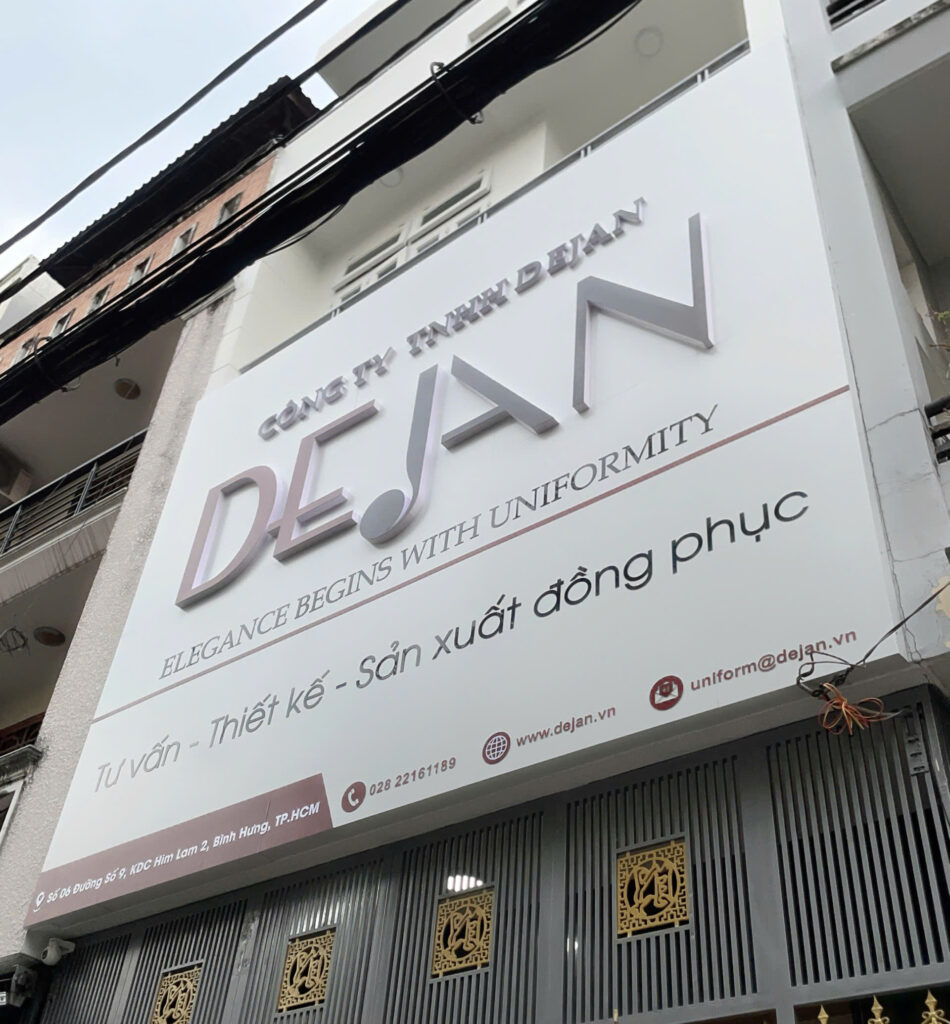 CÔNG TY TNHH DEJAN
DEJAN
ELEGANCE BEGINS WITH UNIFORMITY
Tư vấn - Thiết kế - Sản xuất đồng phục
Số 06 Đường Số 9, KDC Him Lam 2, Bình Hưng, TP.HCM
028 22161189
www.dejan.vn
uniform@dejan.vn